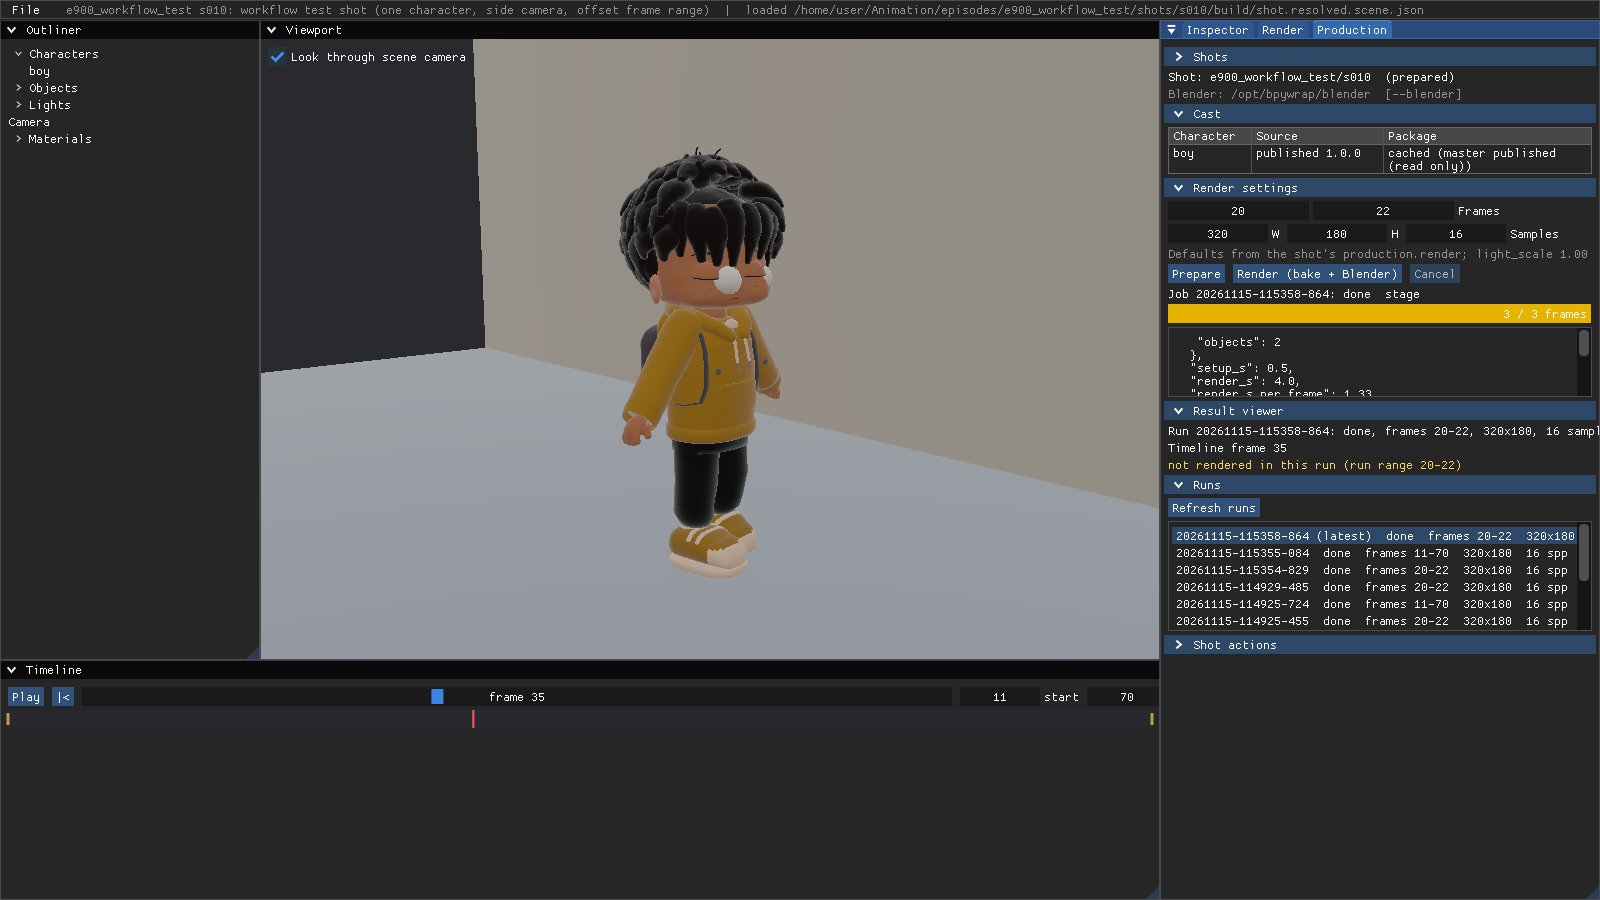 File e900_workflow_test s010: workflow test shot (one character, side camera, offset frame range) | loaded /home/user/Animation/episodes/e900_workflow_test/shots/s010/build/shot.resolved.scene.json
Outliner
Characters
boy
Objects
Lights
Camera
Materials
Viewport
Look through scene camera
Inspector Render Production
Shots
Shot: e900_workflow_test/s010 (prepared)
Blender: /opt/bpywrap/blender [--blender]
Cast
Character Source Package
boy published 1.0.0 cached (master published
(read only))
Render settings
20 22 Frames
320 W 180 H 16 Samples
Defaults from the shot's production.render; light_scale 1.00
Prepare Render (bake + Blender) Cancel
Job 20261115-115358-864: done stage
3 / 3 frames
"objects": 2
},
"setup_s": 0.5,
"render_s": 4.0,
"render_s_per_frame": 1.33
Result viewer
Run 20261115-115358-864: done, frames 20-22, 320x180, 16 sampl
Timeline frame 35
not rendered in this run (run range 20-22)
Runs
Refresh runs
20261115-115358-864 (latest) done frames 20-22 320x180
20261115-115355-084 done frames 11-70 320x180 16 spp
20261115-115354-829 done frames 20-22 320x180 16 spp
20261115-114929-485 done frames 20-22 320x180 16 spp
20261115-114925-724 done frames 11-70 320x180 16 spp
20261115-114925-455 done frames 20-22 320x180 16 spp
Shot actions
Timeline
Play |< frame 35 11 start 70